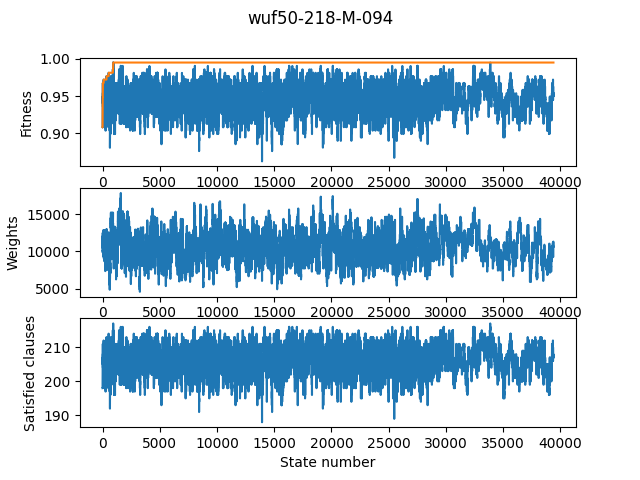 wuf50-218-M-094
1.00
0.95
0.90
Fitness
0 5000 10000 15000 20000 25000 30000 35000 40000
15000
10000
5000
Weights
0 5000 10000 15000 20000 25000 30000 35000 40000
210
200
190
Satisfied clauses
0 5000 10000 15000 20000 25000 30000 35000 40000
State number